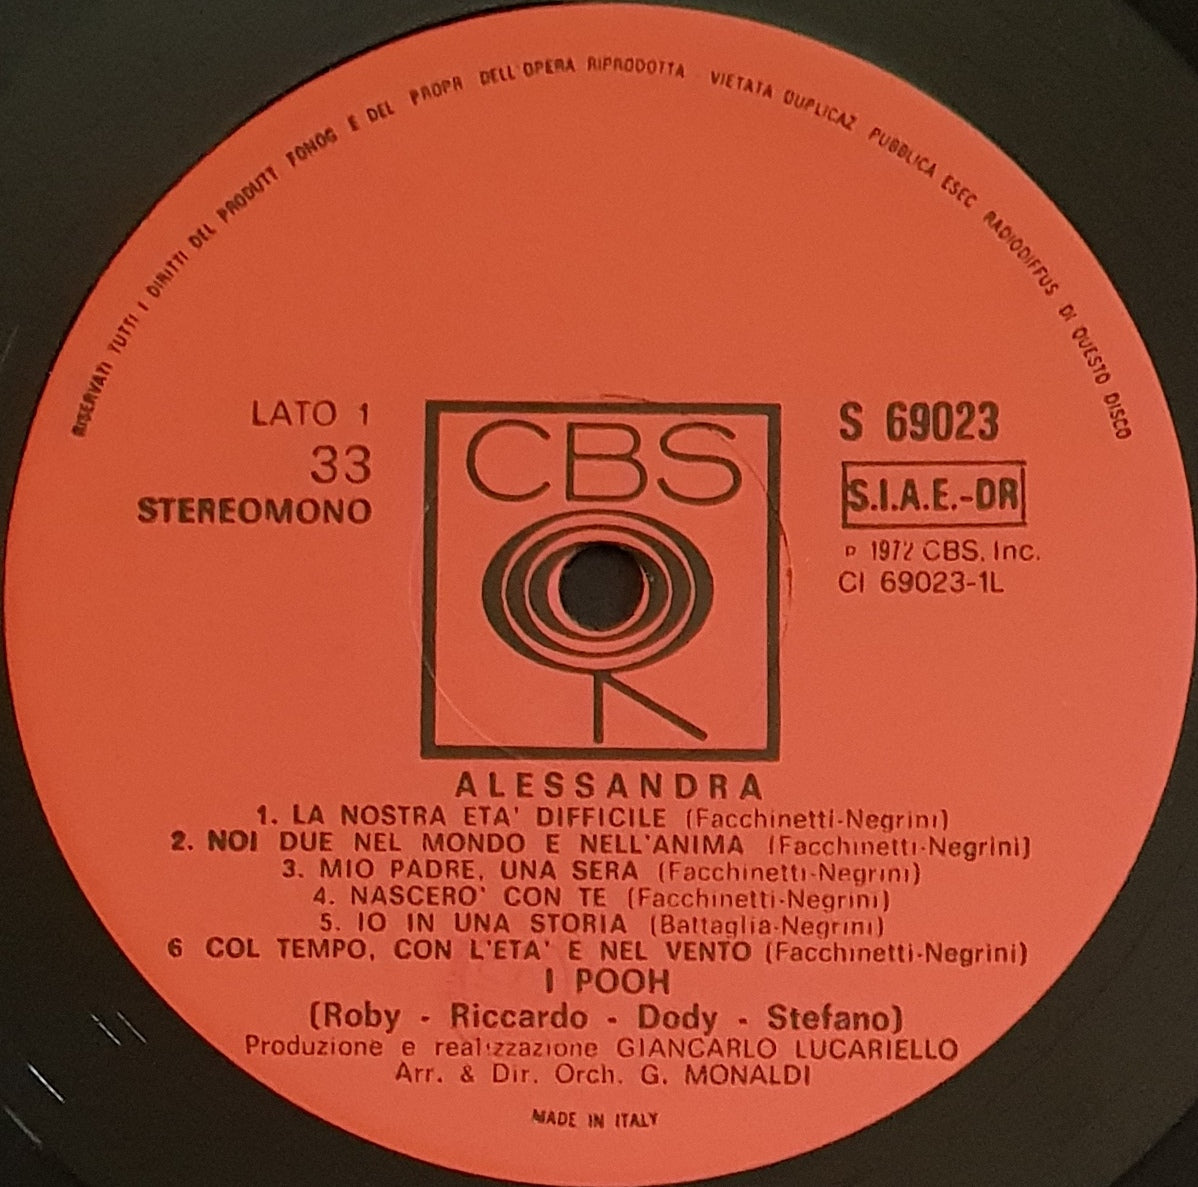 RISERVATI TUTTI I DIRITTI DEL PRODUTT FONOG E DEL PROPR DELL'OPERA RIPRODOTTA VIETATA DUPLICAZ PUBBLICA ESEC RADIODIFFUS DI QUESTO DISCO
LATO 1
33
STEREOMONO
CBS
S 69023
S.I.A.E.-DR
P 1972 CBS, Inc.
CI 69023-1L
ALESSANDRA
1. LA NOSTRA ETA' DIFFICILE (Facchinetti-Negrini)
2. NOI DUE NEL MONDO E NELL'ANIMA (Facchinetti-Negrini)
3. MIO PADRE, UNA SERA (Facchinetti-Negrini)
4. NASCERO' CON TE (Facchinetti-Negrini)
5. IO IN UNA STORIA (Battaglia-Negrini)
6 COL TEMPO, CON L'ETA' E NEL VENTO (Facchinetti-Negrini)
I POOH
(Roby - Riccardo - Dody - Stefano)
Produzione e realizzazione GIANCARLO LUCARIELLO
Arr. & Dir. Orch. G. MONALDI
MADE IN ITALY